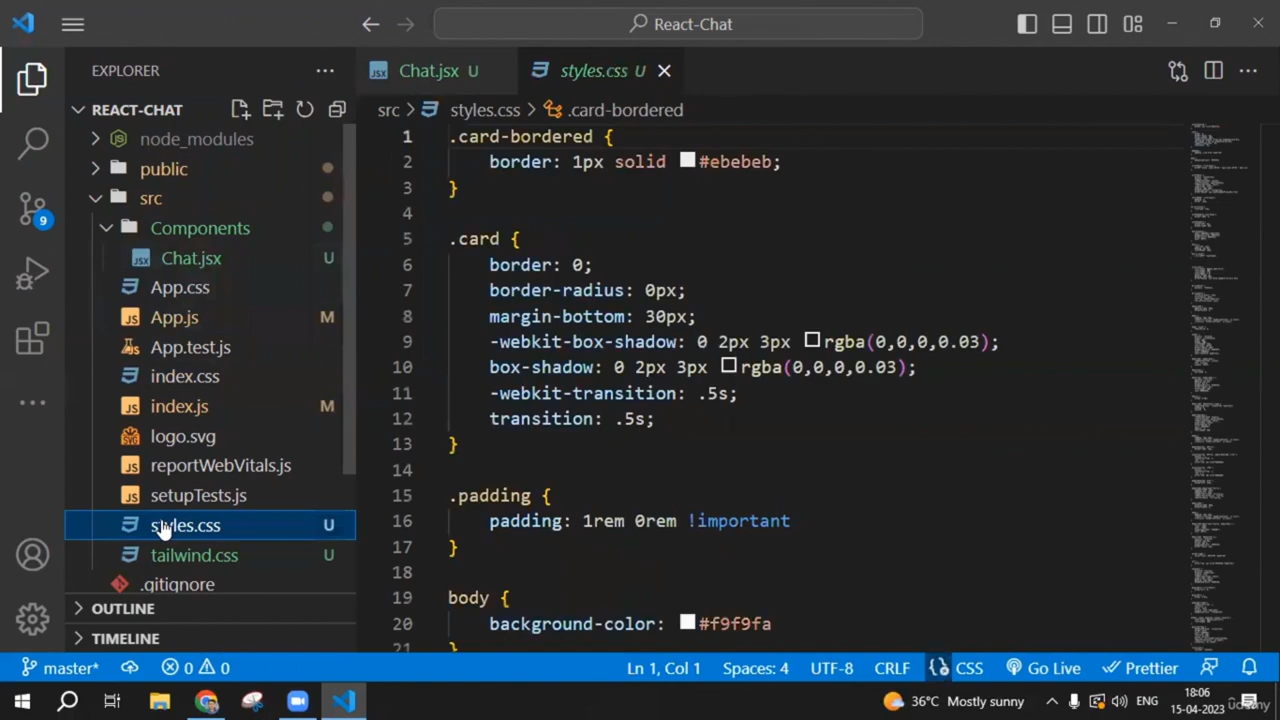 React-Chat
EXPLORER
Chat.jsx U
styles.css U
REACT-CHAT
src
styles.css
.card-bordered
node_modules
public
src
Components
Chat.jsx U
App.css
App.js M
App.test.js
index.css
index.js M
logo.svg
reportWebVitals.js
setupTests.js
styles.css U
tailwind.css U
.gitignore
OUTLINE
TIMELINE
9
1 .card-bordered {
2 border: 1px solid #ebebeb;
3 }
4
5 .card {
6 border: 0;
7 border-radius: 0px;
8 margin-bottom: 30px;
9 -webkit-box-shadow: 0 2px 3px rgba(0,0,0,0.03);
10 box-shadow: 0 2px 3px rgba(0,0,0,0.03);
11 -webkit-transition: .5s;
12 transition: .5s;
13 }
14
15 .padding {
16 padding: 1rem 0rem !important
17 }
18
19 body {
20 background-color: #f9f9fa
21 }
master* 0 0 Ln 1, Col 1 Spaces: 4 UTF-8 CRLF CSS Go Live Prettier
36°C Mostly sunny ENG 18:06
15-04-2023
udemy